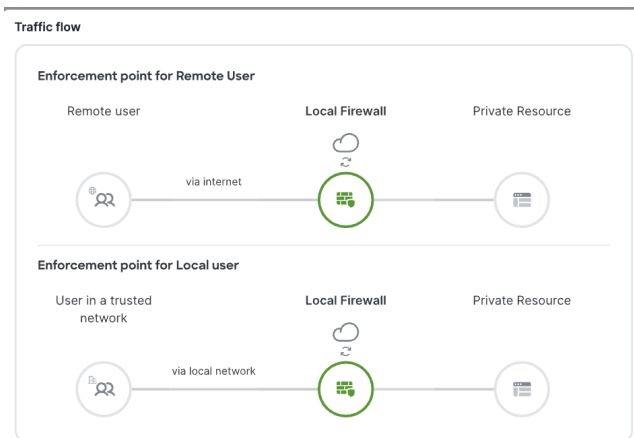 Traffic flow
Enforcement point for Remote User
Remote user
Local Firewall
Private Resource
via internet
Enforcement point for Local user
User in a trusted
network
Local Firewall
Private Resource
via local network